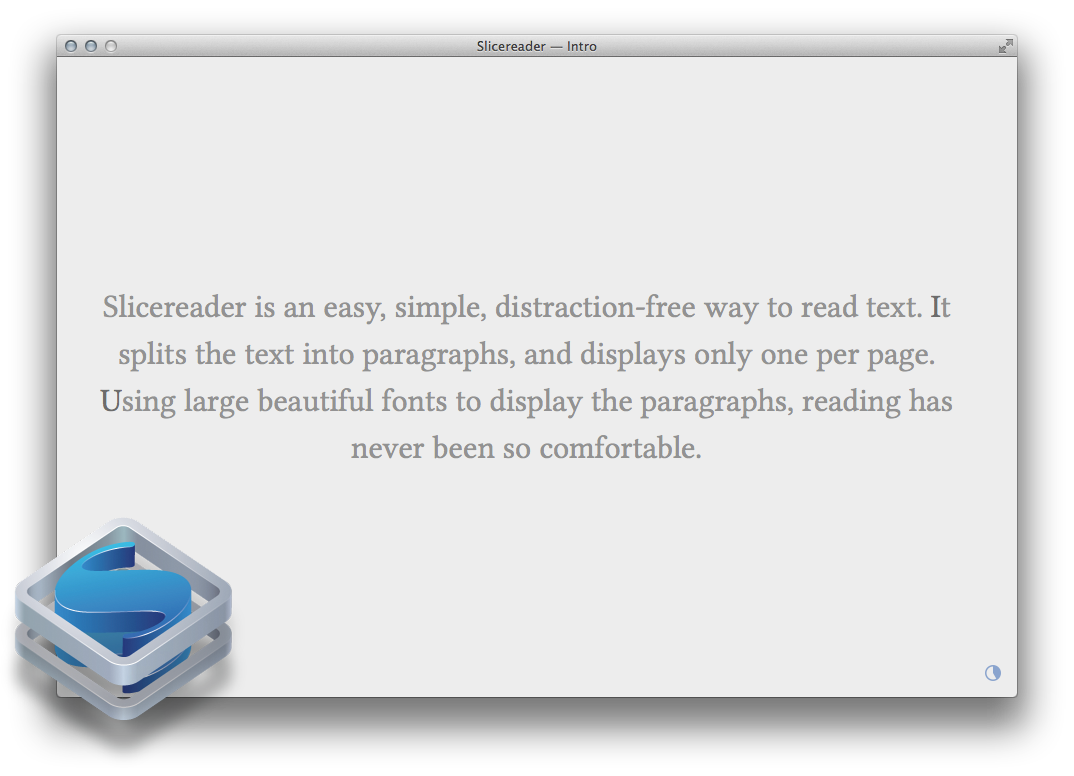 Slicereader — Intro
Slicereader is an easy, simple, distraction-free way to read text. It
splits the text into paragraphs, and displays only one per page.
Using large beautiful fonts to display the paragraphs, reading has
never been so comfortable.